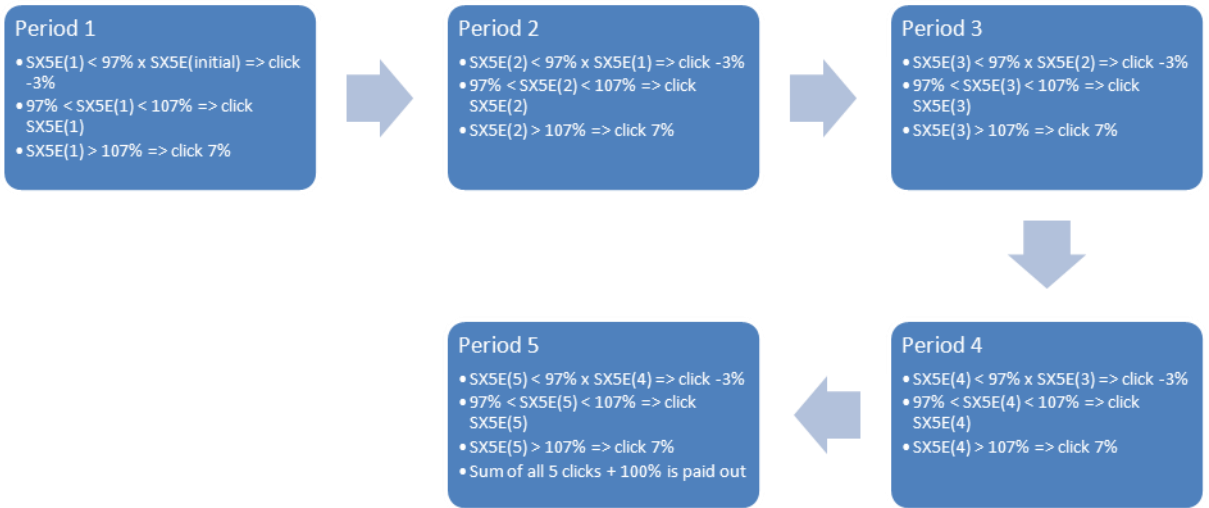 Period 1
• SX5E(1) < 97% x SX5E(initial) => click
-3%
• 97% < SX5E(1) < 107% => click
SX5E(1)
• SX5E(1) > 107% => click 7%
Period 2
• SX5E(2) < 97% x SX5E(1) => click -3%
• 97% < SX5E(2) < 107% => click
SX5E(2)
• SX5E(2) > 107% => click 7%
Period 3
• SX5E(3) < 97% x SX5E(2) => click -3%
• 97% < SX5E(3) < 107% => click
SX5E(3)
• SX5E(3) > 107% => click 7%
Period 4
• SX5E(4) < 97% x SX5E(3) => click -3%
• 97% < SX5E(4) < 107% => click
SX5E(4)
• SX5E(4) > 107% => click 7%
Period 5
• SX5E(5) < 97% x SX5E(4) => click -3%
• 97% < SX5E(5) < 107% => click
SX5E(5)
• SX5E(5) > 107% => click 7%
• Sum of all 5 clicks + 100% is paid out